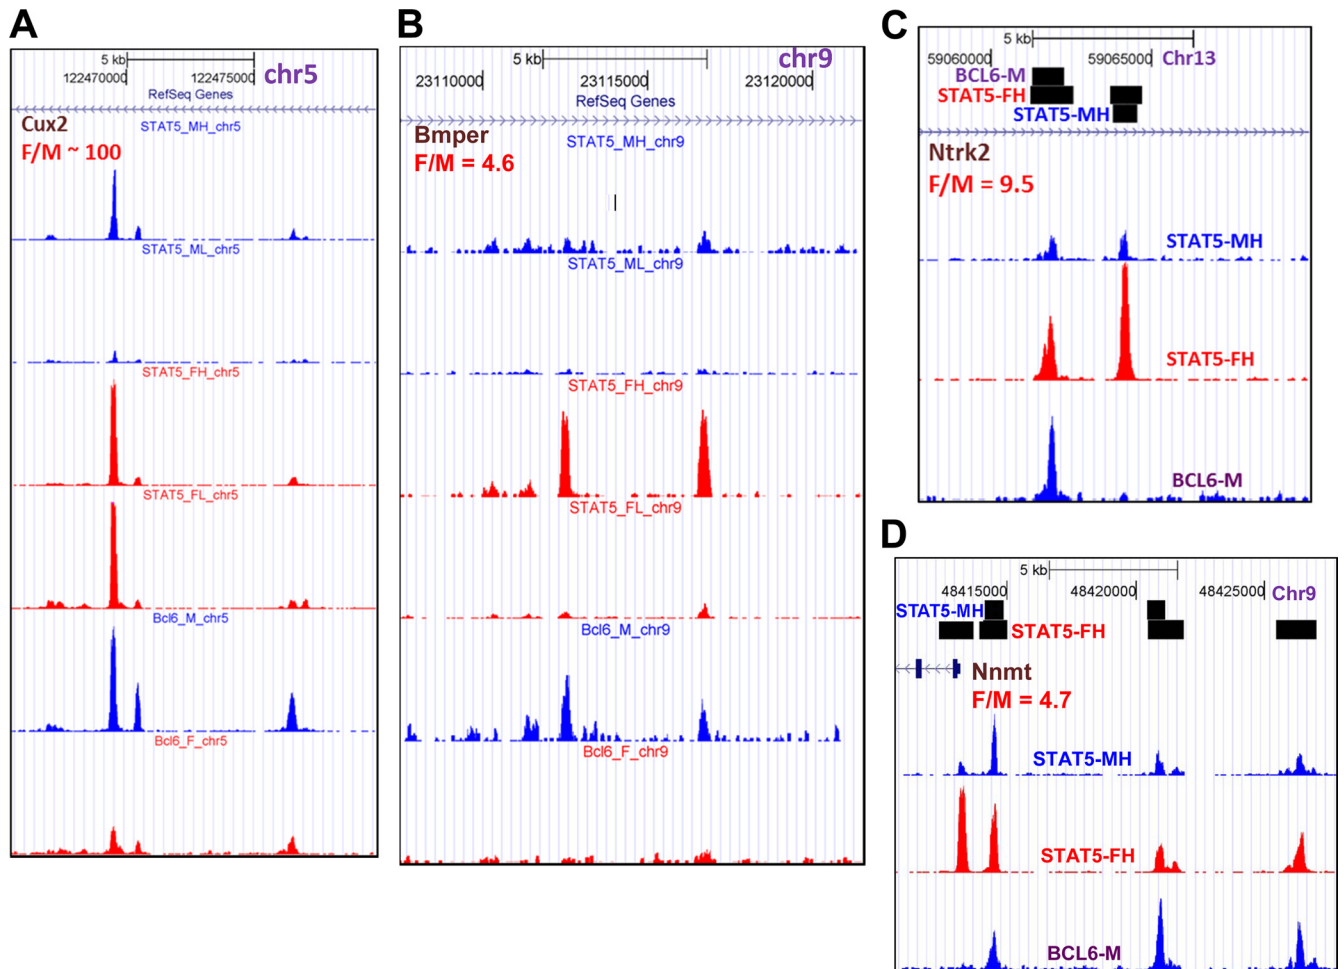 A
5 kb
122470000
122475000
chr5
RefSeq Genes
Cux2
STAT5_MH_chr5
F/M ~ 100
STAT5_ML_chr5
STAT5_FH_chr5
STAT5_FL_chr5
Bcl6_M_chr5
Bcl6_F_chr5
B
5 kb
chr9
23110000
23115000
23120000
RefSeq Genes
Bmper
STAT5_MH_chr9
F/M = 4.6
STAT5_ML_chr9
STAT5_FH_chr9
STAT5_FL_chr9
Bcl6_M_chr9
Bcl6_F_chr9
C
5 kb
59060000
59065000
Chr13
BCL6-M
STAT5-FH
STAT5-MH
Ntrk2
F/M = 9.5
STAT5-MH
STAT5-FH
BCL6-M
D
5 kb
48415000
48420000
48425000
Chr9
STAT5-MH
STAT5-FH
Nnmt
F/M = 4.7
STAT5-MH
STAT5-FH
BCL6-M